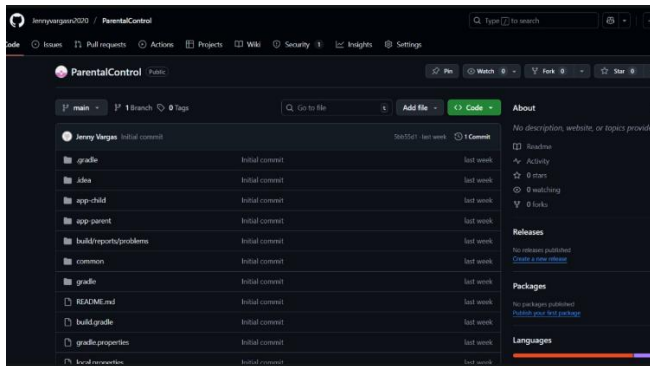 Jennyvargasn2020 / ParentalControl
Type / to search
Code Issues Pull requests Actions Projects Wiki Security 1 Insights Settings
ParentalControl Public
Pin Watch 0 Fork 0 Star 0
main 1 Branch 0 Tags Go to file Add file Code
About
No description, website, or topics provide
Jenny Vargas Initial commit last week 1 Commit
Readme
.gradle Initial commit last week
Activity
.idea Initial commit last week
0 stars
app-child Initial commit last week
0 watching
app-parent Initial commit last week
0 forks
build/reports/problems Initial commit last week
Releases
common Initial commit last week
No releases published
Create a new release
gradle Initial commit last week
README.md Initial commit last week
Packages
No packages published
Publish your first package
build.gradle Initial commit last week
gradle.properties Initial commit last week
Languages
local.properties Initial commit last week